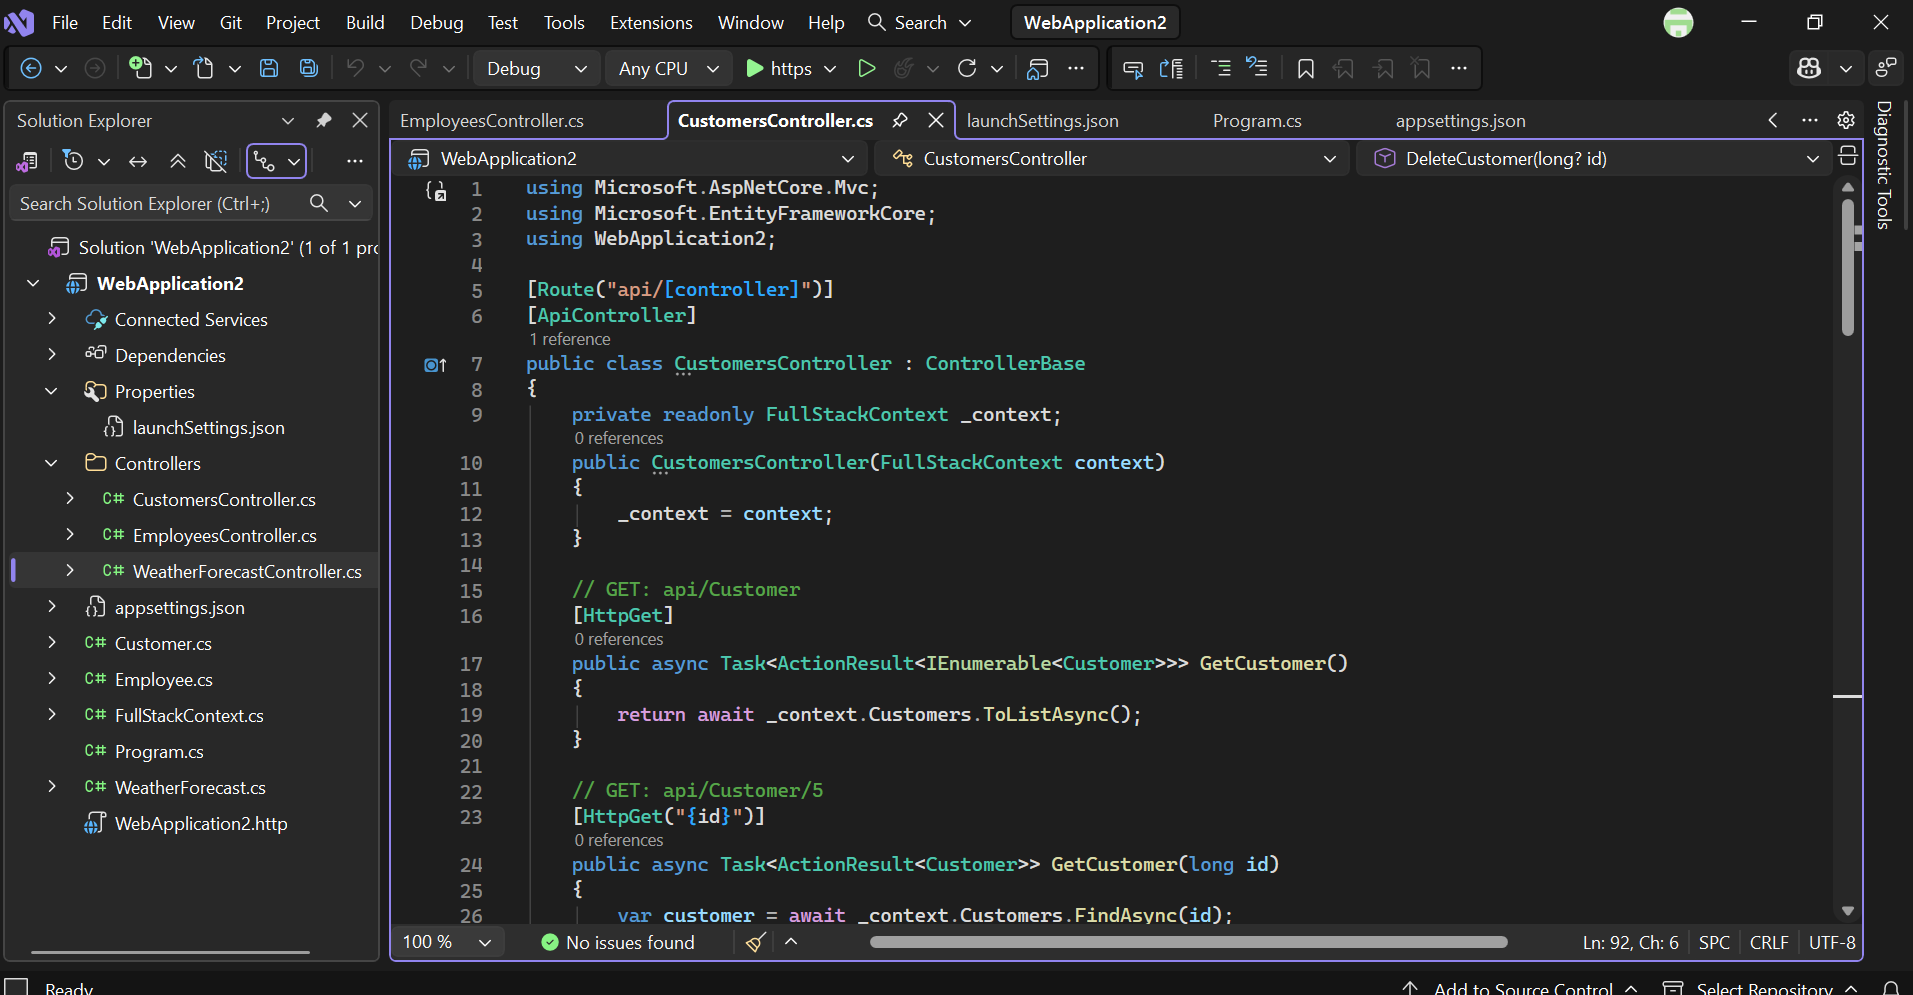 File Edit View Git Project Build Debug Test Tools Extensions Window Help Search WebApplication2
Debug Any CPU https
Solution Explorer
Search Solution Explorer (Ctrl+;)
Solution 'WebApplication2' (1 of 1 pro
WebApplication2
Connected Services
Dependencies
Properties
launchSettings.json
Controllers
C# CustomersController.cs
C# EmployeesController.cs
C# WeatherForecastController.cs
appsettings.json
C# Customer.cs
C# Employee.cs
C# FullStackContext.cs
C# Program.cs
C# WeatherForecast.cs
WebApplication2.http
EmployeesController.cs CustomersController.cs launchSettings.json Program.cs appsettings.json
WebApplication2 CustomersController DeleteCustomer(long? id)
1 using Microsoft.AspNetCore.Mvc;
2 using Microsoft.EntityFrameworkCore;
3 using WebApplication2;
4
5 [Route("api/[controller]")]
6 [ApiController]
1 reference
7 public class CustomersController : ControllerBase
8 {
9 private readonly FullStackContext _context;
0 references
10 public CustomersController(FullStackContext context)
11 {
12 _context = context;
13 }
14
15 // GET: api/Customer
16 [HttpGet]
0 references
17 public async Task<ActionResult<IEnumerable<Customer>>> GetCustomer()
18 {
19 return await _context.Customers.ToListAsync();
20 }
21
22 // GET: api/Customer/5
23 [HttpGet("{id}")]
0 references
24 public async Task<ActionResult<Customer>> GetCustomer(long id)
25 {
26 var customer = await _context.Customers.FindAsync(id);
100 % No issues found Ln: 92, Ch: 6 SPC CRLF UTF-8
Diagnostic Tools
Ready Add to Source Control Select Repository